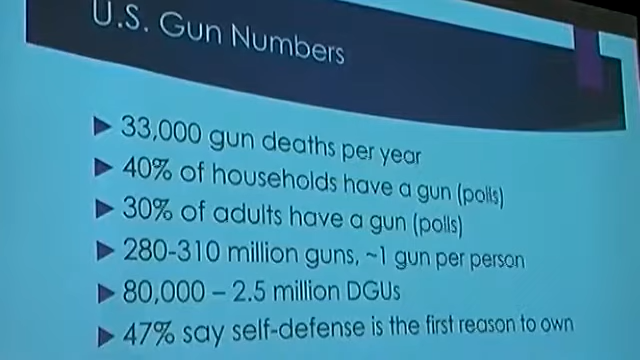 U.S. Gun Numbers
33,000 gun deaths per year
40% of households have a gun (polls)
30% of adults have a gun (polls)
280-310 million guns, ~1 gun per person
80,000 – 2.5 million DGUs
47% say self-defense is the first reason to own